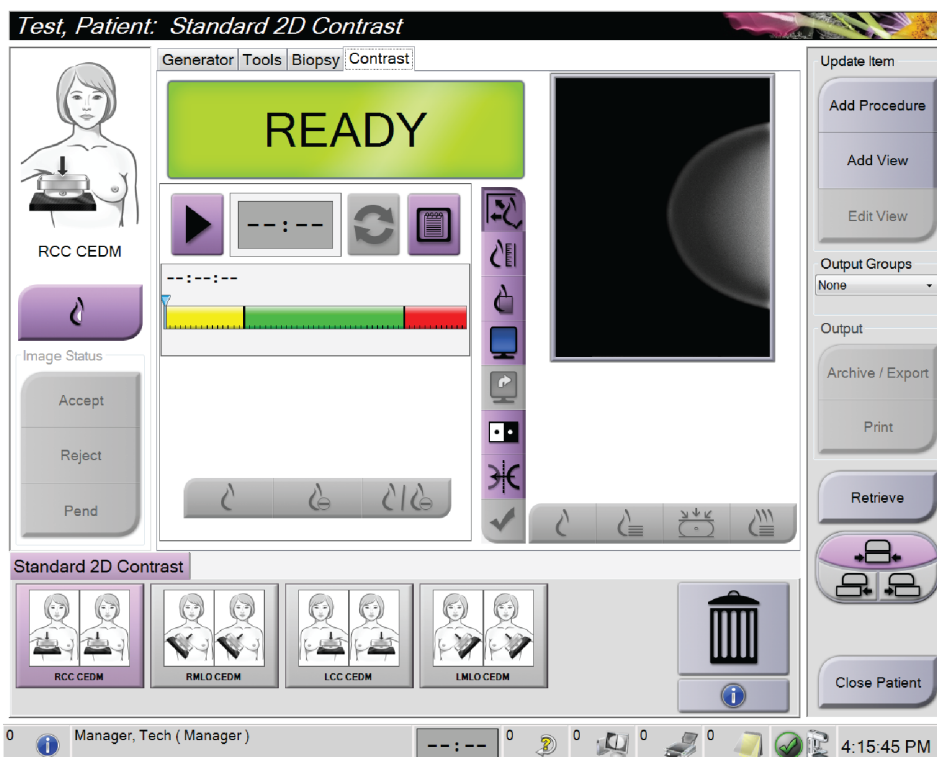 Test, Patient: Standard 2D Contrast
Generator Tools Biopsy Contrast
READY
--:--
--:--:--
RCC CEDM
Image Status
Accept
Reject
Pend
Update Item
Add Procedure
Add View
Edit View
Output Groups
None
Output
Archive / Export
Print
Retrieve
Close Patient
Standard 2D Contrast
RCC CEDM
RMLO CEDM
LCC CEDM
LMLO CEDM
0 Manager, Tech ( Manager ) --:-- 0 0 0 0 4:15:45 PM